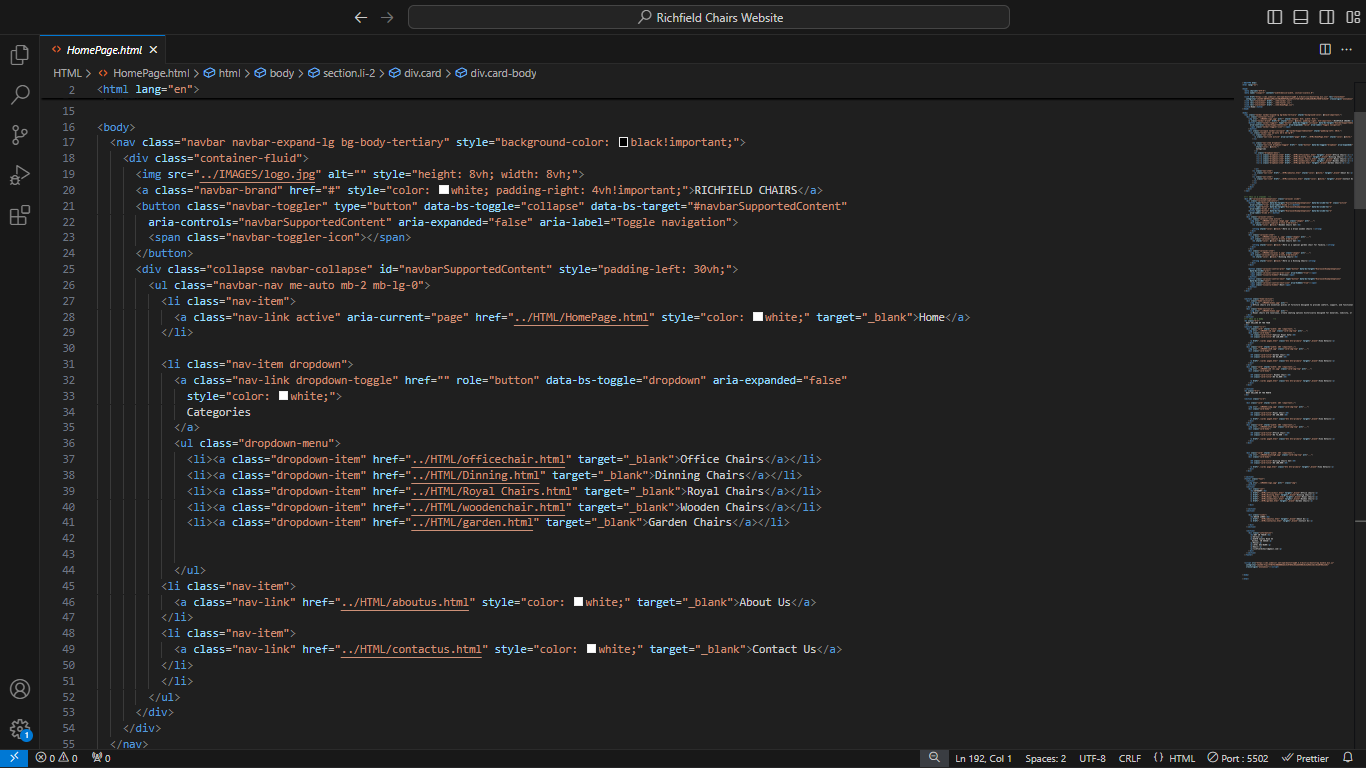 Richfield Chairs Website
HomePage.html
HTML > HomePage.html > html > body > section.li-2 > div.card > div.card-body
2 <html lang="en">
15
16 <body>
17 <nav class="navbar navbar-expand-lg bg-body-tertiary" style="background-color: black!important;">
18 <div class="container-fluid">
19 <img src="../IMAGES/logo.jpg" alt="" style="height: 8vh; width: 8vh;">
20 <a class="navbar-brand" href="#" style="color: white; padding-right: 4vh!important;">RICHFIELD CHAIRS</a>
21 <button class="navbar-toggler" type="button" data-bs-toggle="collapse" data-bs-target="#navbarSupportedContent"
22 aria-controls="navbarSupportedContent" aria-expanded="false" aria-label="Toggle navigation">
23 <span class="navbar-toggler-icon"></span>
24 </button>
25 <div class="collapse navbar-collapse" id="navbarSupportedContent" style="padding-left: 30vh;">
26 <ul class="navbar-nav me-auto mb-2 mb-lg-0">
27 <li class="nav-item">
28 <a class="nav-link active" aria-current="page" href="../HTML/HomePage.html" style="color: white;" target="_blank">Home</a>
29 </li>
30
31 <li class="nav-item dropdown">
32 <a class="nav-link dropdown-toggle" href="" role="button" data-bs-toggle="dropdown" aria-expanded="false"
33 style="color: white;">
34 Categories
35 </a>
36 <ul class="dropdown-menu">
37 <li><a class="dropdown-item" href="../HTML/officechair.html" target="_blank">Office Chairs</a></li>
38 <li><a class="dropdown-item" href="../HTML/Dinning.html" target="_blank">Dinning Chairs</a></li>
39 <li><a class="dropdown-item" href="../HTML/Royal Chairs.html" target="_blank">Royal Chairs</a></li>
40 <li><a class="dropdown-item" href="../HTML/woodenchair.html" target="_blank">Wooden Chairs</a></li>
41 <li><a class="dropdown-item" href="../HTML/garden.html" target="_blank">Garden Chairs</a></li>
42
43
44 </ul>
45 <li class="nav-item">
46 <a class="nav-link" href="../HTML/aboutus.html" style="color: white;" target="_blank">About Us</a>
47 </li>
48 <li class="nav-item">
49 <a class="nav-link" href="../HTML/contactus.html" style="color: white;" target="_blank">Contact Us</a>
50 </li>
51 </li>
52 </ul>
53 </div>
54 </div>
55 </nav>
1
0 0 0 Ln 192, Col 1 Spaces: 2 UTF-8 CRLF {} HTML Port : 5502 Prettier